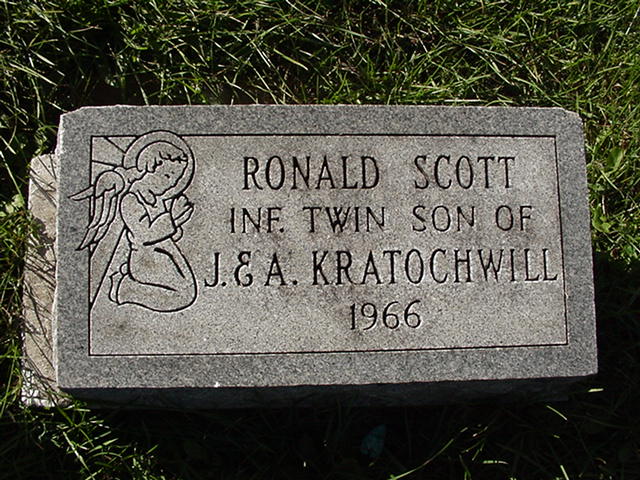 RONALD SCOTT
INF. TWIN SON OF
J. & A. KRATOCHWILL
1966